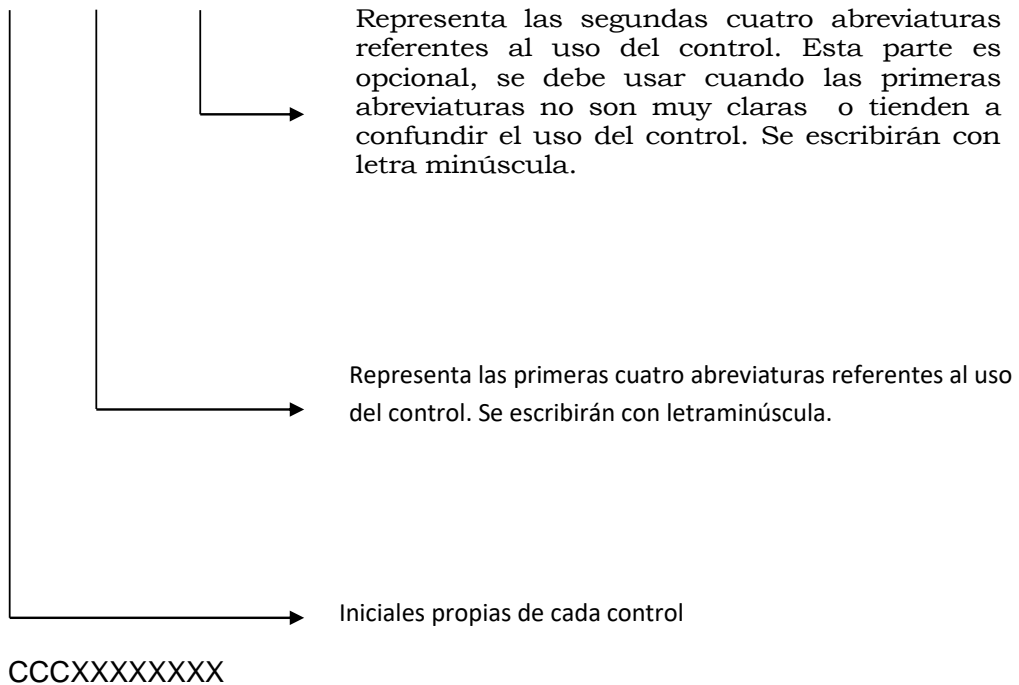 Representa las segundas cuatro abreviaturas
referentes al uso del control. Esta parte es
opcional, se debe usar cuando las primeras
abreviaturas no son muy claras o tienden a
confundir el uso del control. Se escribirán con
letra minúscula.
Representa las primeras cuatro abreviaturas referentes al uso
del control. Se escribirán con letraminúscula.
Iniciales propias de cada control
CCCXXXXXXXX